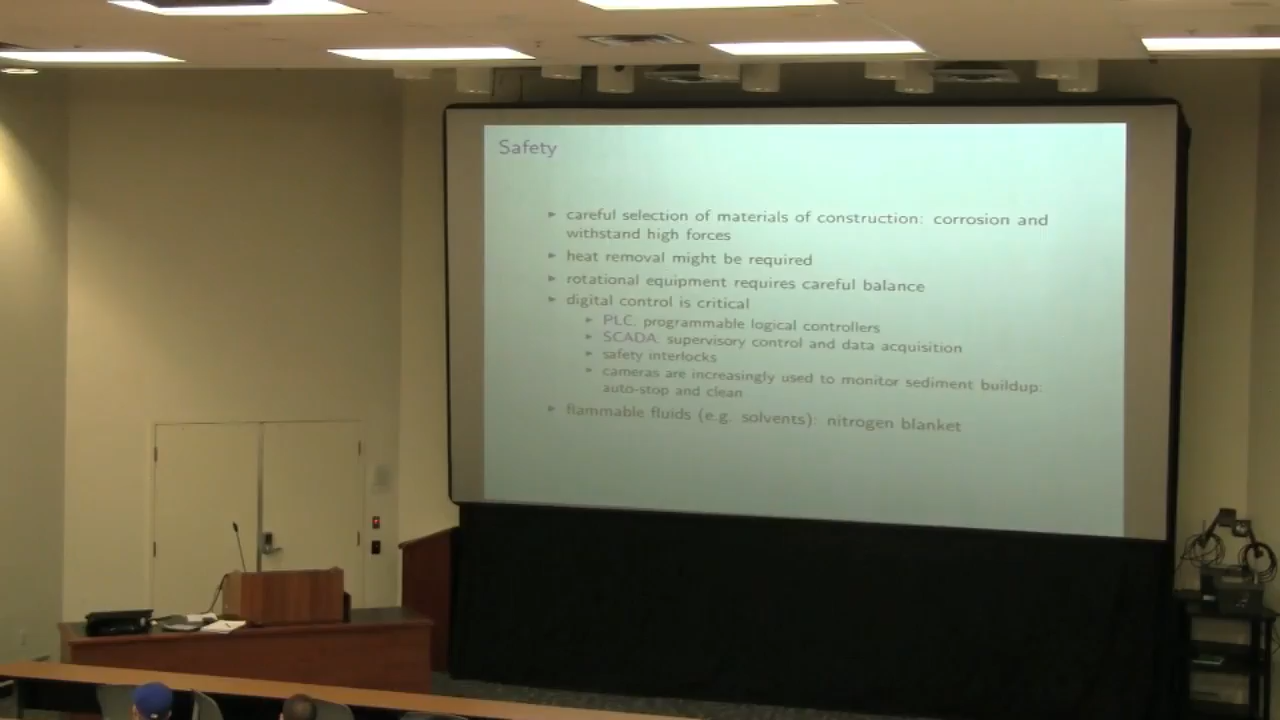 Safety
▸ careful selection of materials of construction: corrosion and
withstand high forces
▸ heat removal might be required
▸ rotational equipment requires careful balance
▸ digital control is critical
▸ PLC: programmable logical controllers
▸ SCADA: supervisory control and data acquisition
▸ safety interlocks
▸ cameras are increasingly used to monitor sediment buildup:
auto-stop and clean
▸ flammable fluids (e.g. solvents): nitrogen blanket